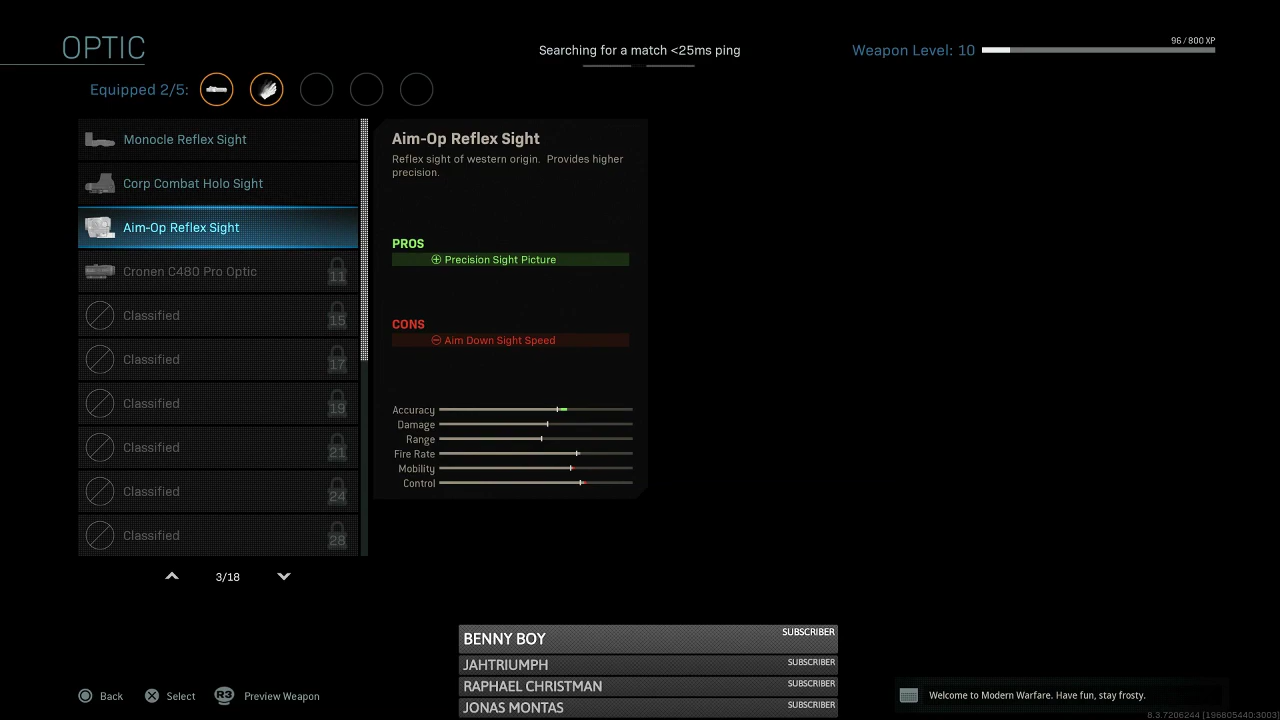 OPTIC
Searching for a match <25ms ping
Weapon Level: 10
96 / 800 XP
Equipped 2/5:
Monocle Reflex Sight
Corp Combat Holo Sight
Aim-Op Reflex Sight
Cronen C480 Pro Optic
11
Classified
15
Classified
17
Classified
19
Classified
21
Classified
24
Classified
28
3/18
Aim-Op Reflex Sight
Reflex sight of western origin. Provides higher
precision.
PROS
Precision Sight Picture
CONS
Aim Down Sight Speed
Accuracy
Damage
Range
Fire Rate
Mobility
Control
BENNY BOY SUBSCRIBER
JAHTRIUMPH SUBSCRIBER
RAPHAEL CHRISTMAN SUBSCRIBER
JONAS MONTAS SUBSCRIBER
Back
Select
R3 Preview Weapon
Welcome to Modern Warfare. Have fun, stay frosty.
8.3.7206244 [196805440:3003]